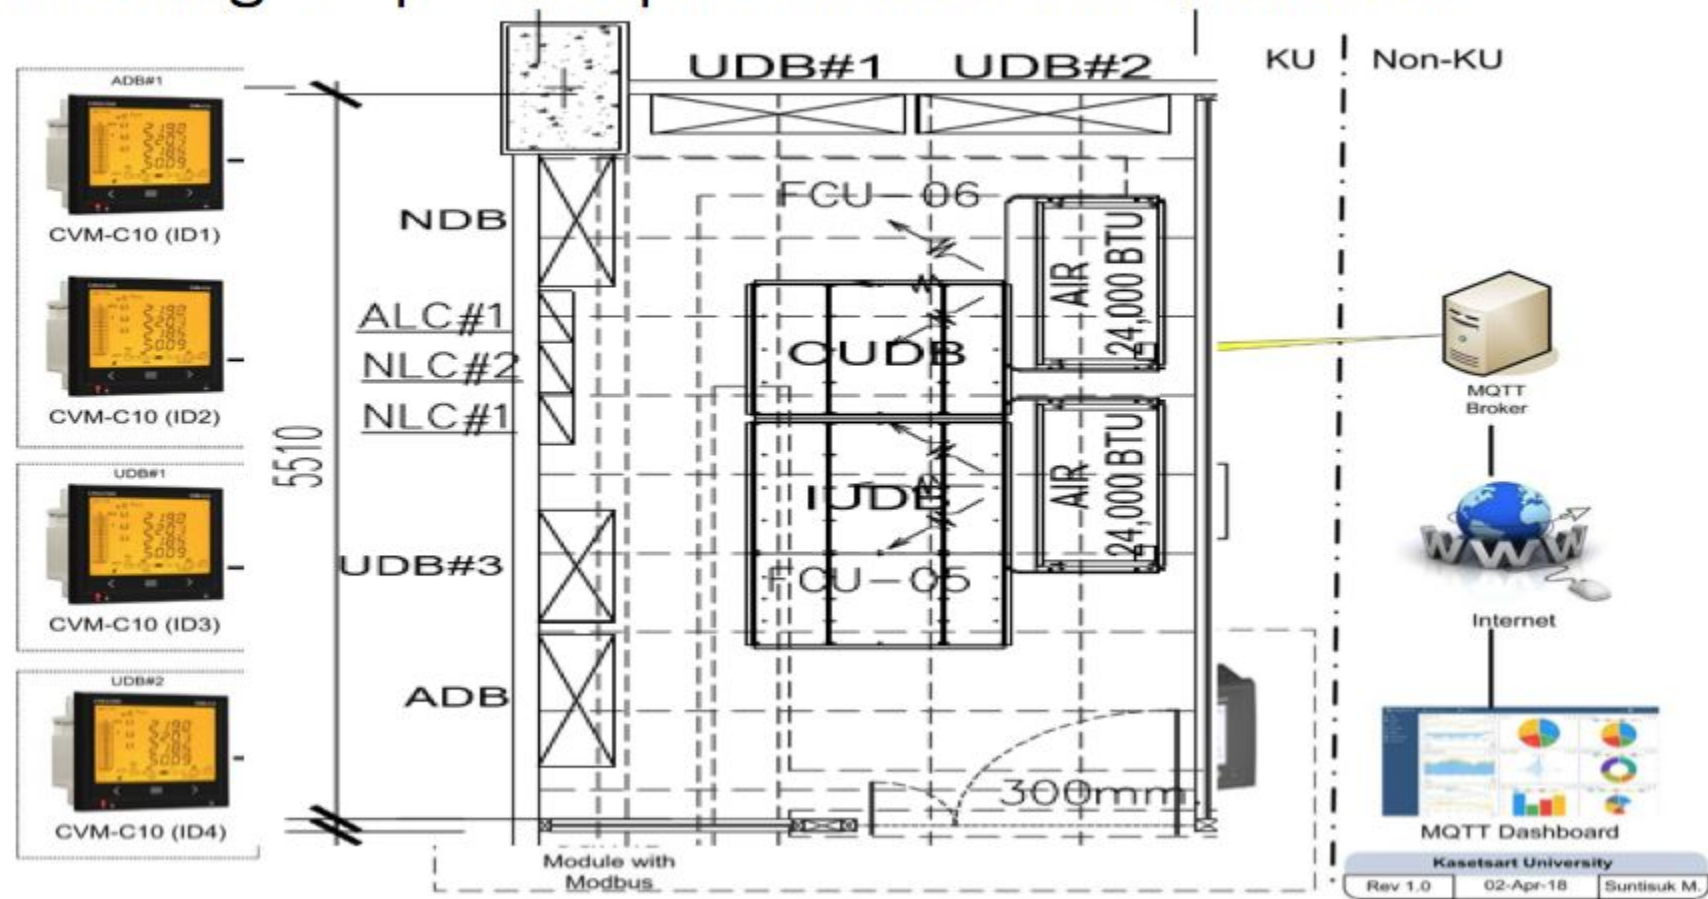 UDB#1
UDB#2
KU
Non-KU
ADB#1
CVM-C10 (ID1)
CVM-C10 (ID2)
UDB#1
CVM-C10 (ID3)
UDB#2
CVM-C10 (ID4)
5510
NDB
ALC#1
NLC#2
NLC#1
UDB#3
ADB
FCU-06
AIR
24,000 BTU
CUDB
IUDB
AIR
24,000 BTU
FCU-05
300mm.
Module with
Modbus
MQTT
Broker
WWW
Internet
MQTT Dashboard
Kasetsart University
Rev 1.0
02-Apr-18
Suntisuk M.